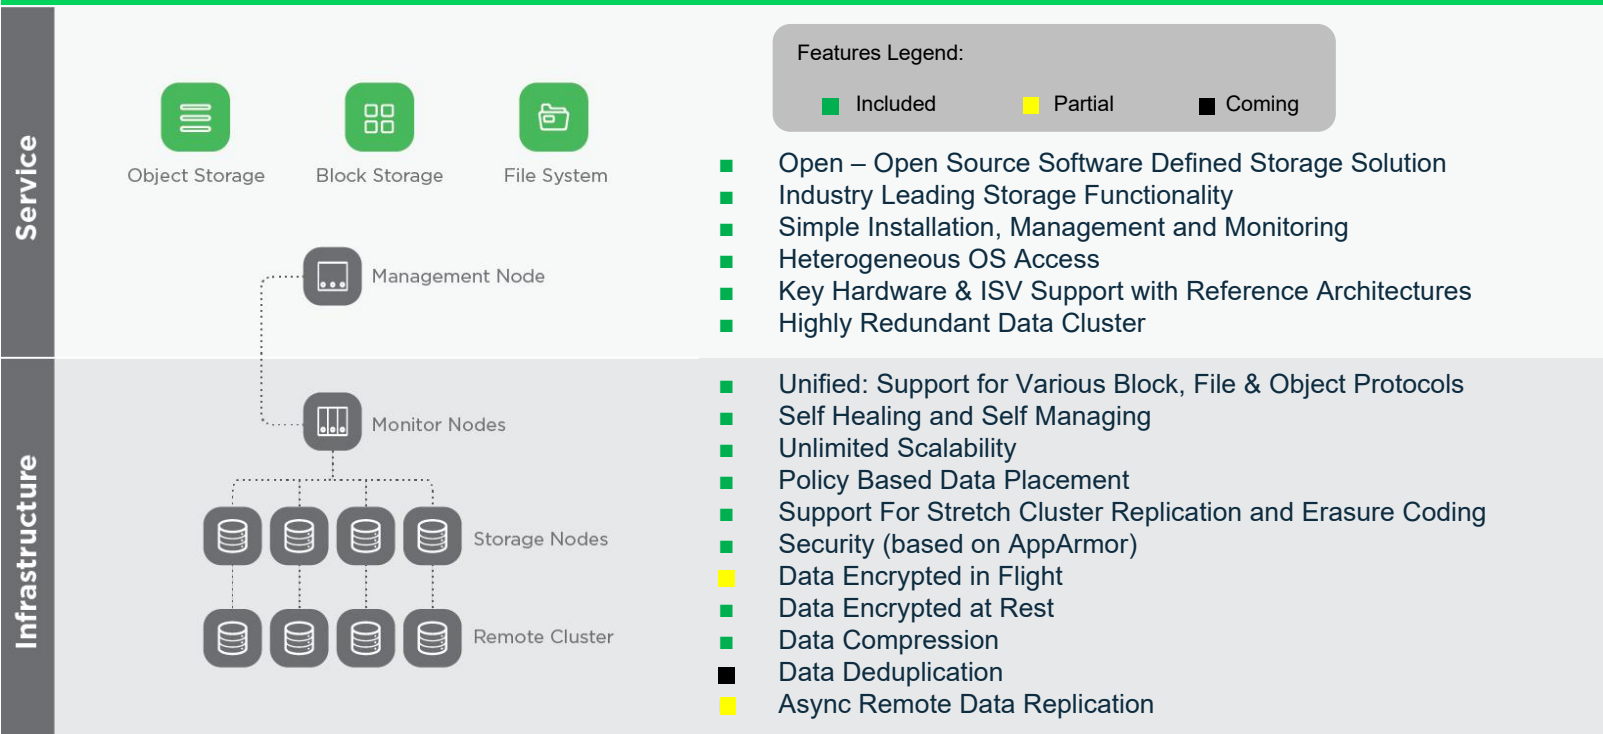 Service
Object Storage
Block Storage
File System
Management Node
Features Legend:
Included
Partial
Coming
Open – Open Source Software Defined Storage Solution
Industry Leading Storage Functionality
Simple Installation, Management and Monitoring
Heterogeneous OS Access
Key Hardware & ISV Support with Reference Architectures
Highly Redundant Data Cluster
Infrastructure
Monitor Nodes
Storage Nodes
Remote Cluster
Unified: Support for Various Block, File & Object Protocols
Self Healing and Self Managing
Unlimited Scalability
Policy Based Data Placement
Support For Stretch Cluster Replication and Erasure Coding
Security (based on AppArmor)
Data Encrypted in Flight
Data Encrypted at Rest
Data Compression
Data Deduplication
Async Remote Data Replication